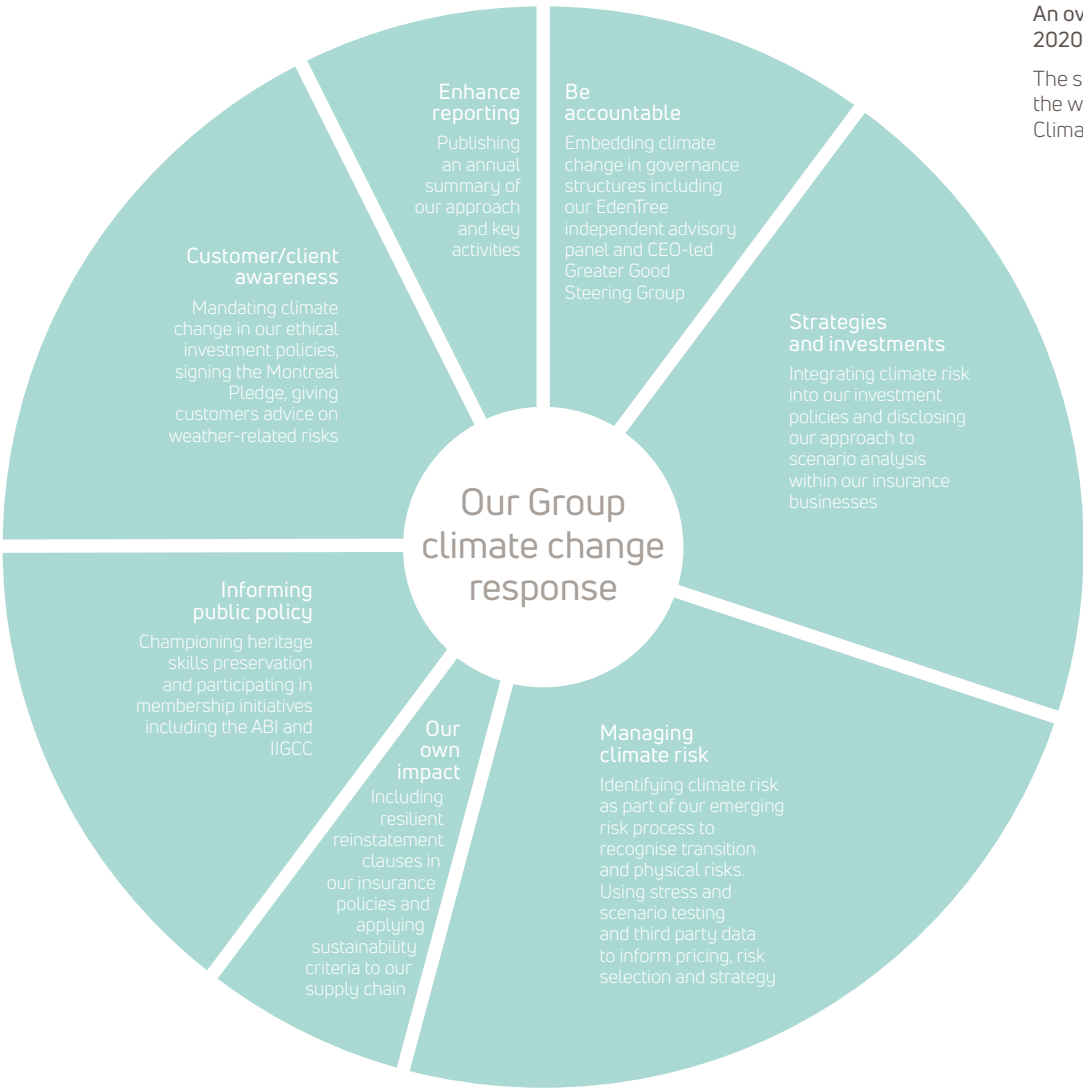 An ov
2020
The s
the w
Clima
Enhance
reporting
Publishing
an annual
summary of
our approach
and key
activities
Be
accountable
Embedding climate
change in governance
structures including
our EdenTree
independent advisory
panel and CEO-led
Greater Good
Steering Group
Customer/client
awareness
Mandating climate
change in our ethical
investment policies,
signing the Montreal
Pledge, giving
customers advice on
weather-related risks
Strategies
and investments
Integrating climate risk
into our investment
policies and disclosing
our approach to
scenario analysis
within our insurance
businesses
Our Group
climate change
response
Informing
public policy
Championing heritage
skills preservation
and participating in
membership initiatives
including the ABI and
IIGCC
Our
own
impact
Including
resilient
reinstatement
clauses in
our insurance
policies and
applying
sustainability
criteria to our
supply chain
Managing
climate risk
Identifying climate risk
as part of our emerging
risk process to
recognise transition
and physical risks.
Using stress and
scenario testing
and third party data
to inform pricing, risk
selection and strategy